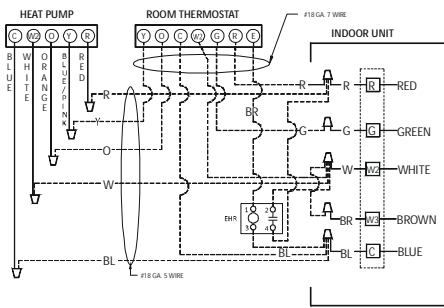 HEAT PUMP
ROOM THERMOSTAT
#18 GA. 7 WIRE
INDOOR UNIT
C W2 O Y R
Y O C W2 G R E
BLUE
WHITE
ORANGE
BLUE/PINK
RED
R
R
R
R
RED
BR
Y
G
G
G
GREEN
O
W
W
W2
WHITE
EHR
1
2
3
4
BR
W3
BROWN
BL
BL
BL
C
BLUE
#18 GA. 5 WIRE